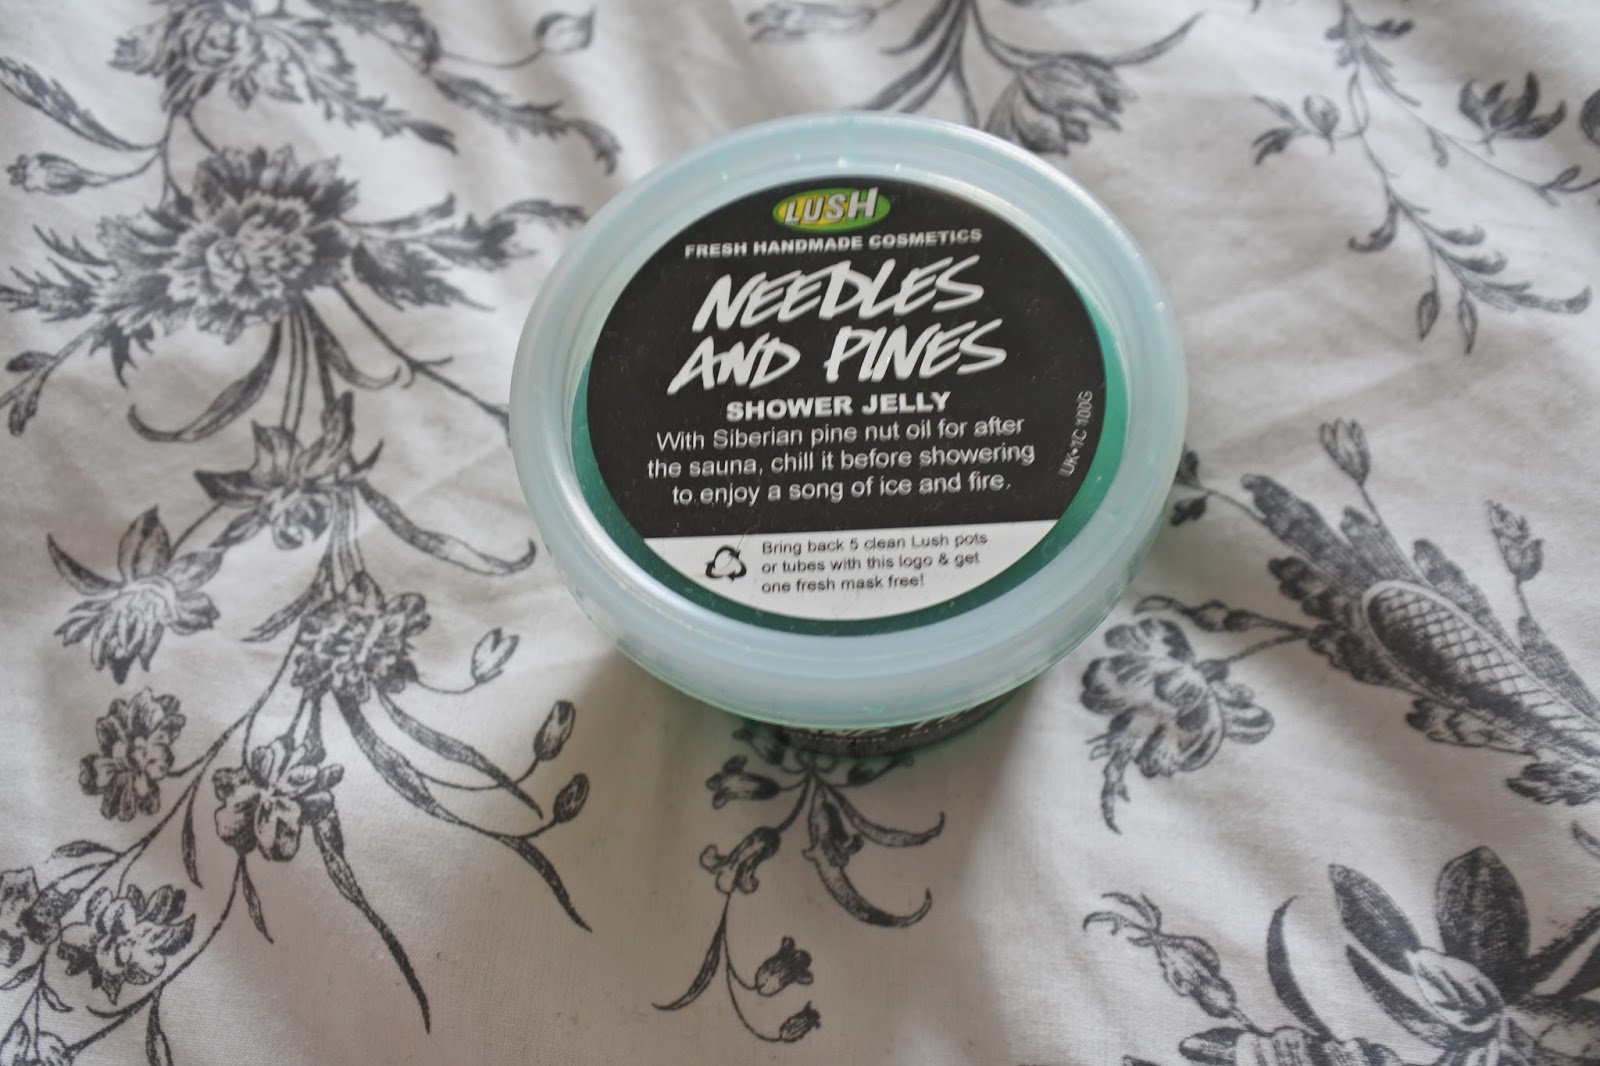 LUSH
FRESH HANDMADE COSMETICS
NEEDLES
AND PINES
SHOWER JELLY
With Siberian pine nut oil for after
the sauna, chill it before showering
to enjoy a song of ice and fire.
UK•1C 100G
Bring back 5 clean Lush pots
or tubes with this logo & get
one fresh mask free!